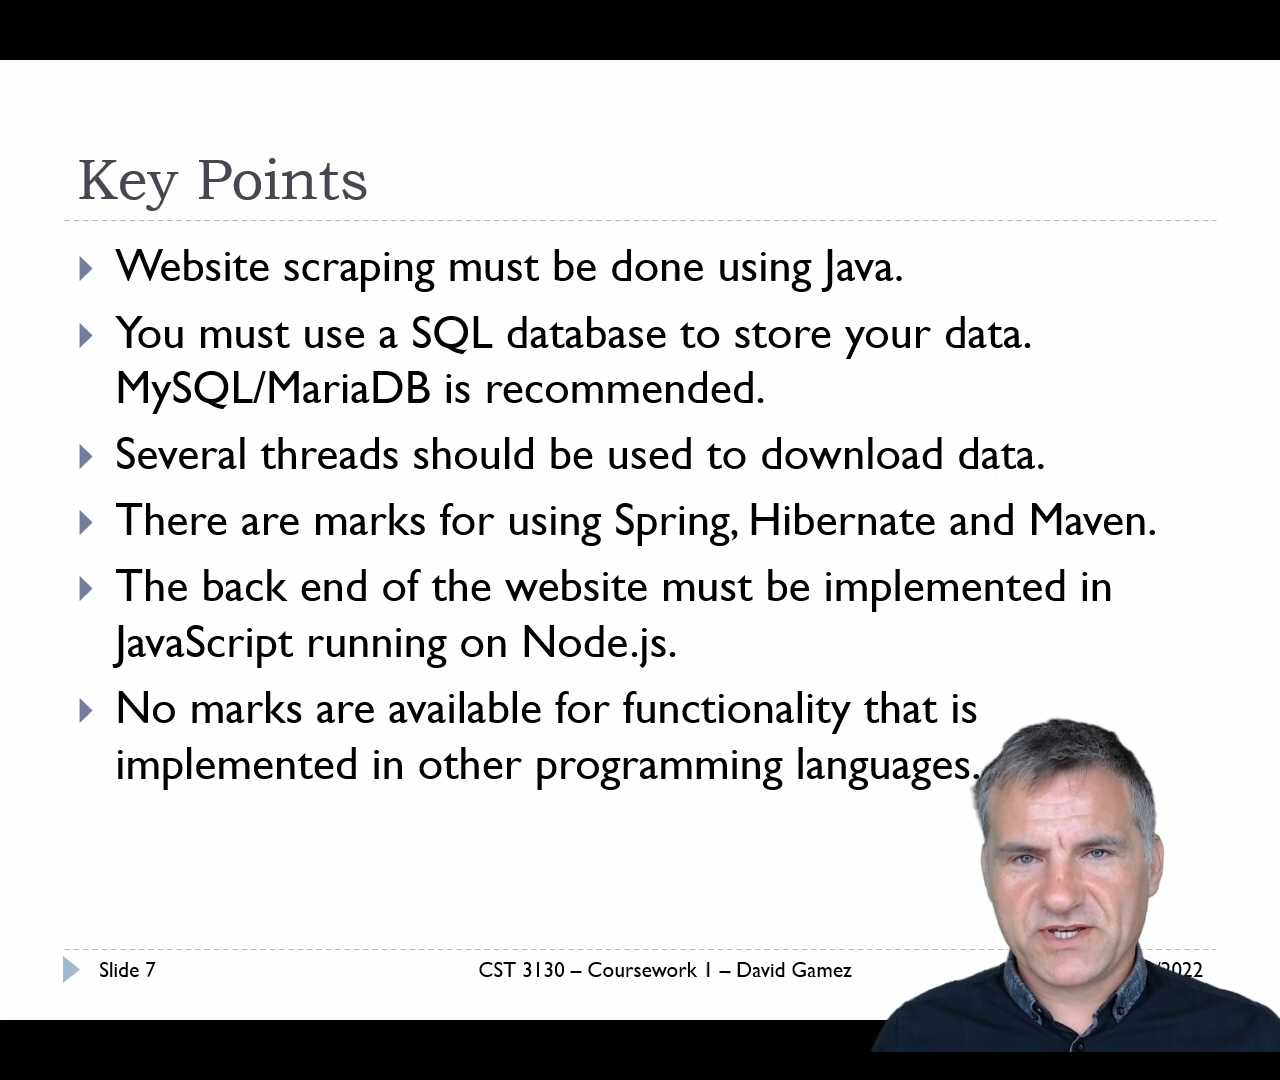 Key Points
Website scraping must be done using Java.
You must use a SQL database to store your data.
MySQL/MariaDB is recommended.
Several threads should be used to download data.
There are marks for using Spring, Hibernate and Maven.
The back end of the website must be implemented in
JavaScript running on Node.js.
No marks are available for functionality that is
implemented in other programming languages.
Slide 7
CST 3130 – Coursework 1 – David Gamez
/2022